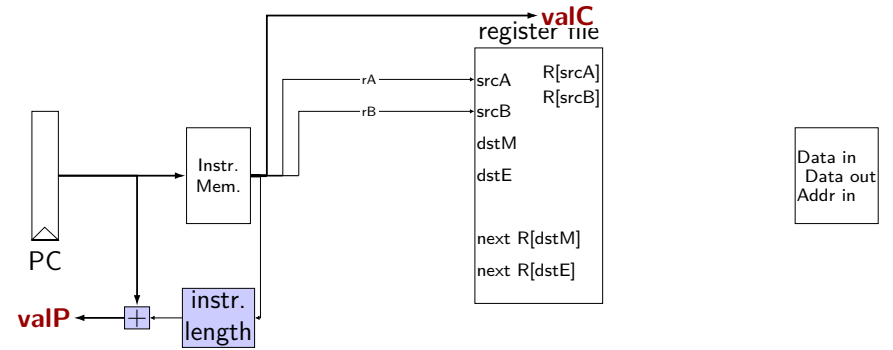 valC
register file
rA
srcA
R[srcA]
R[srcB]
rB
srcB
dstM
dstE
next R[dstM]
next R[dstE]
Instr.
Mem.
Data in
Data out
Addr in
PC
instr.
length
+
valP